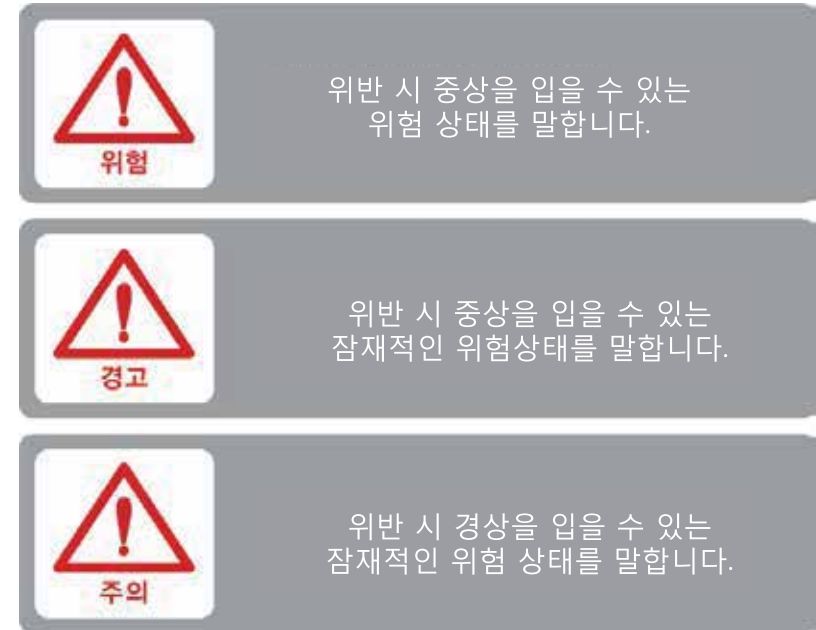 위험
위반 시 중상을 입을 수 있는
위험 상태를 말합니다.
경고
위반 시 중상을 입을 수 있는
잠재적인 위험상태를 말합니다.
주의
위반 시 경상을 입을 수 있는
잠재적인 위험 상태를 말합니다.